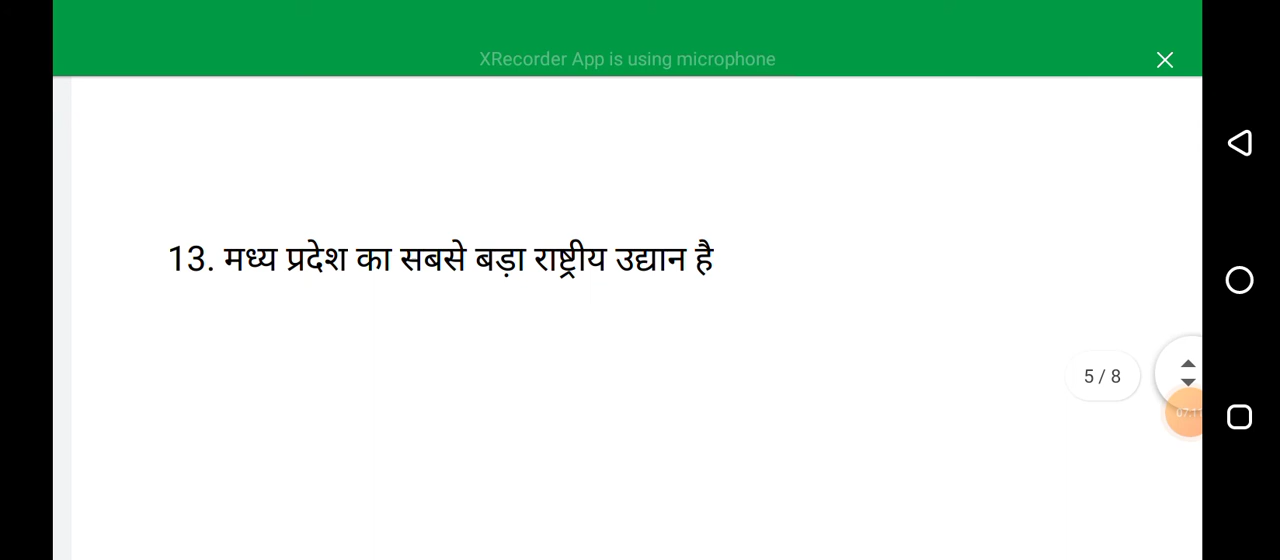 XRecorder App is using microphone
13. मध्य प्रदेश का सबसे बड़ा राष्ट्रीय उद्यान है
5 / 8